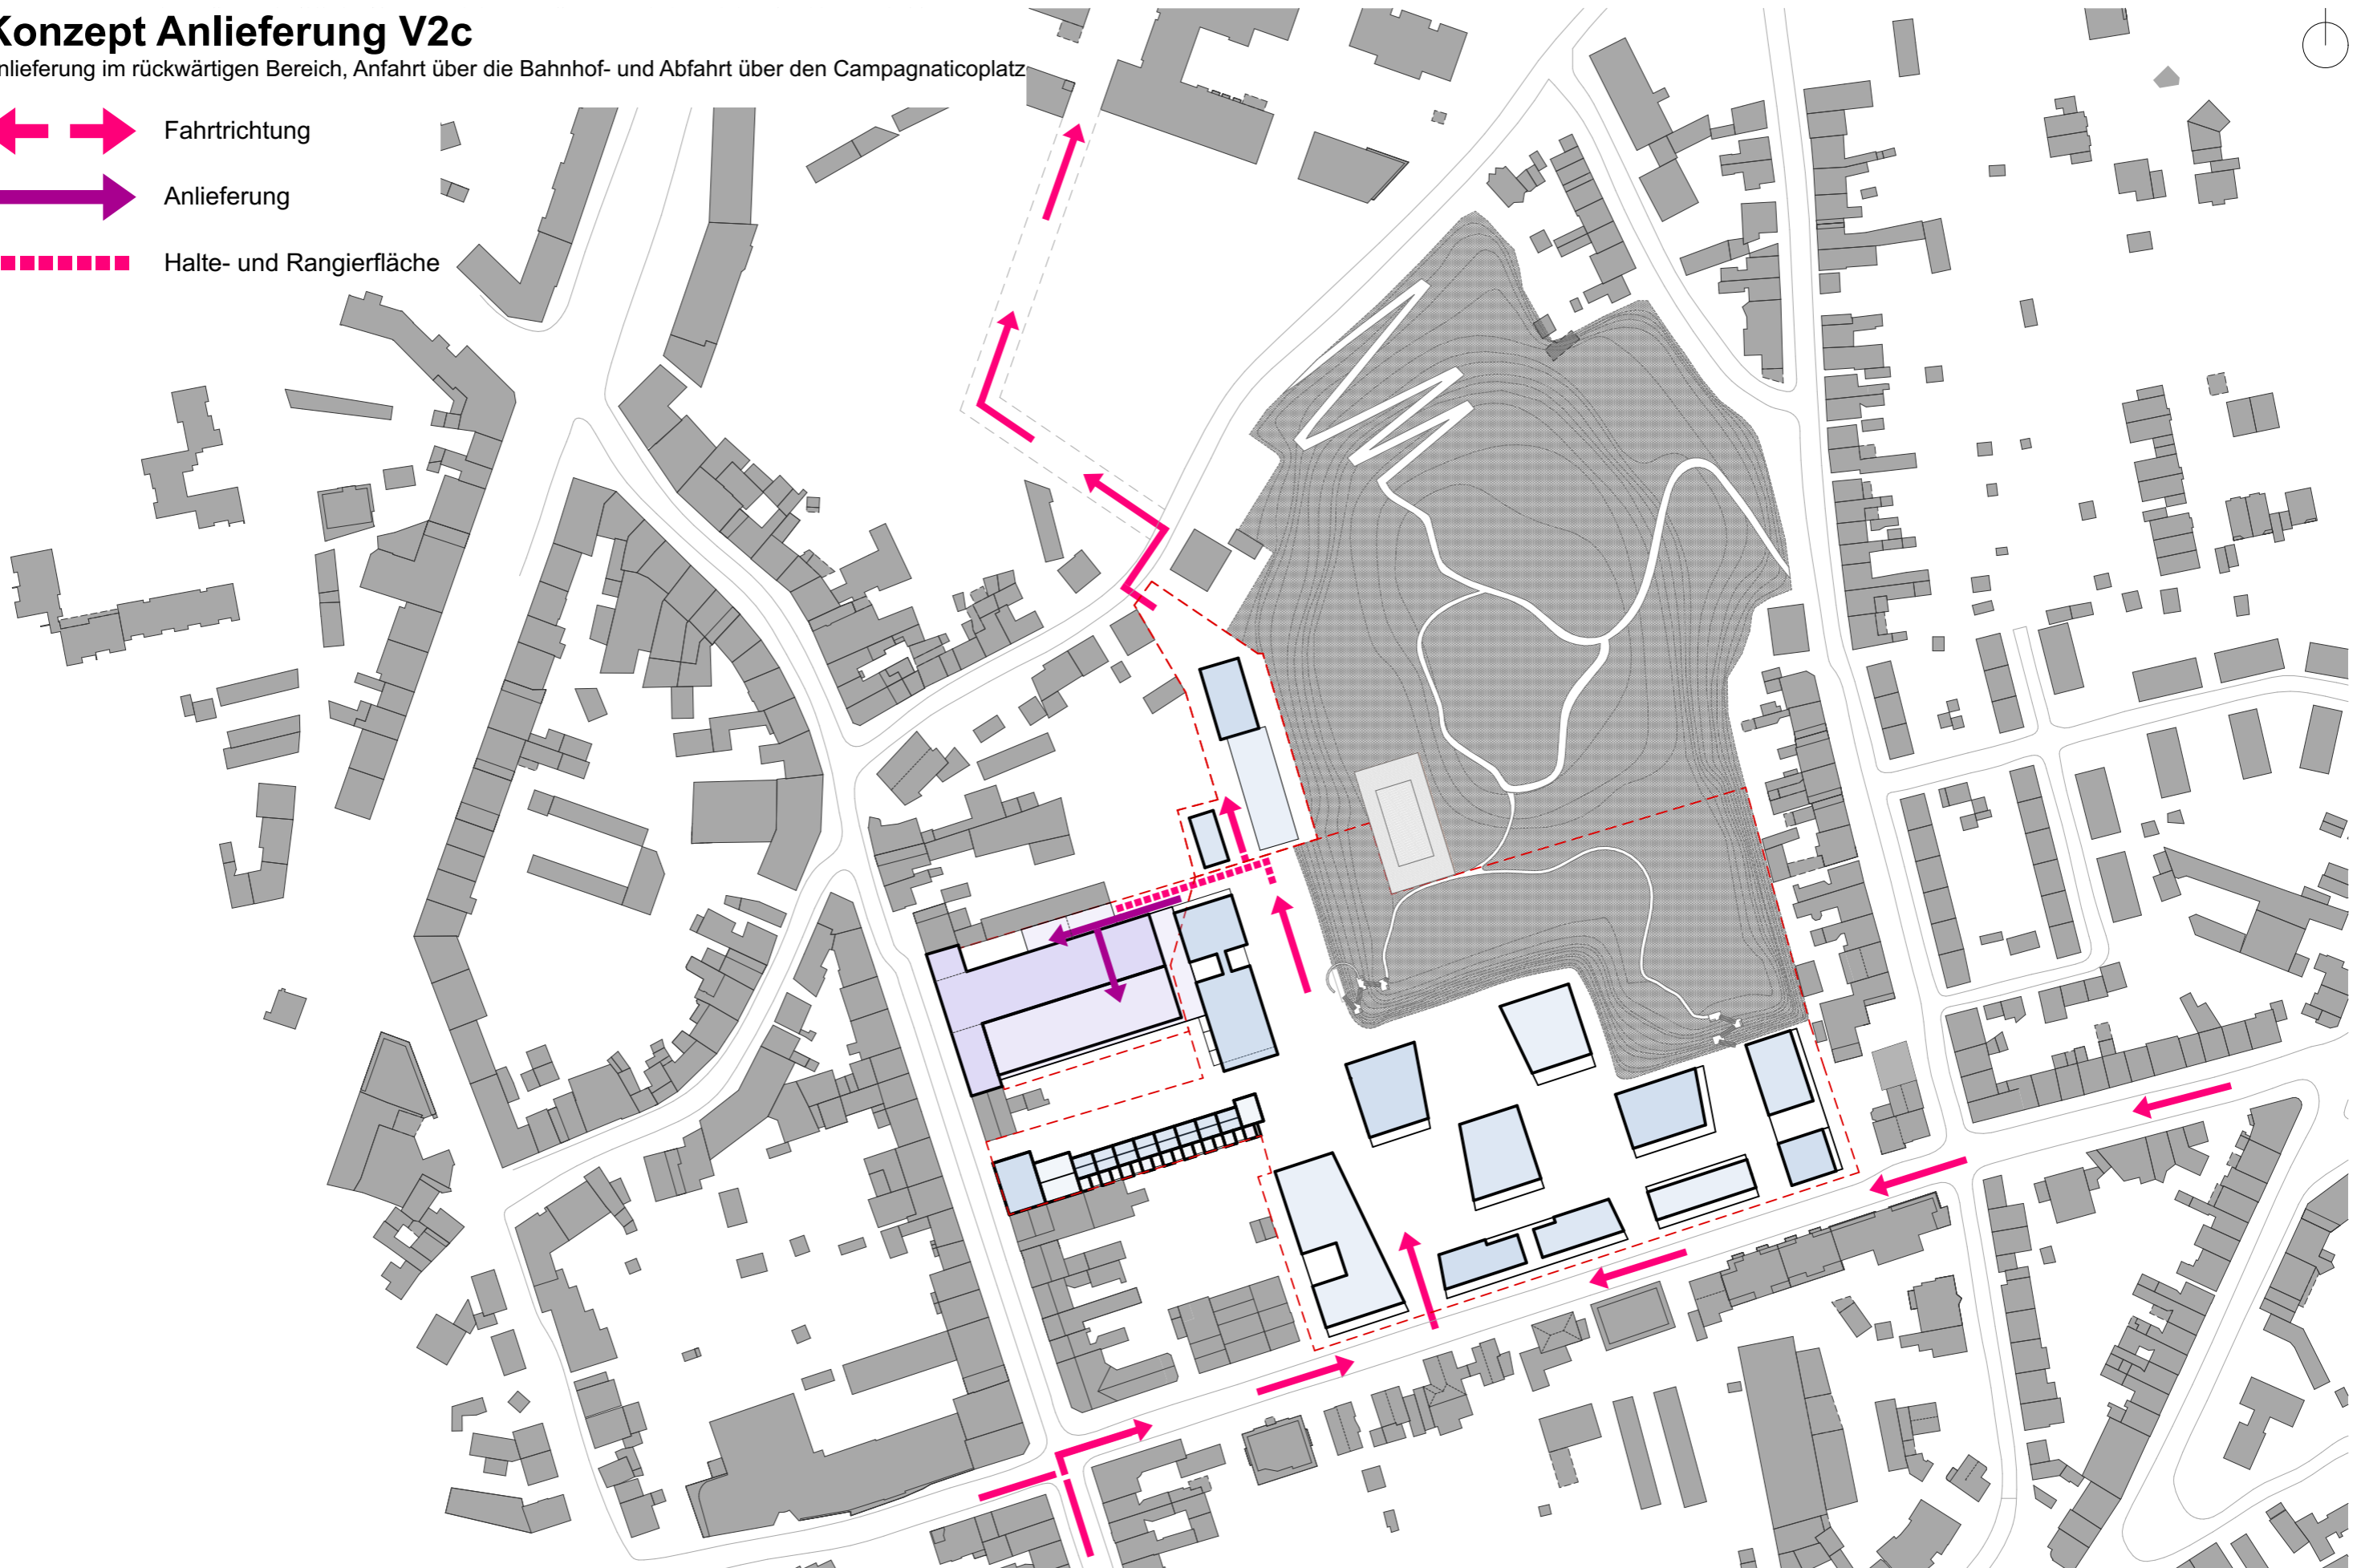 Konzept Anlieferung V2c
nlieferung im rückwärtigen Bereich, Anfahrt über die Bahnhof- und Abfahrt über den Campagnaticoplatz
Fahrtrichtung
Anlieferung
Halte- und Rangierfläche